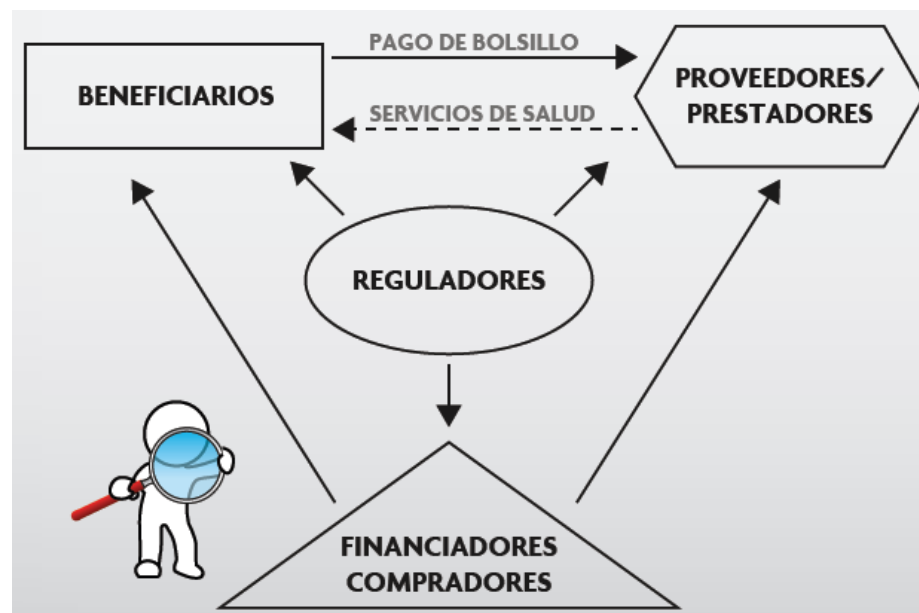 PAGO DE BOLSILLO
BENEFICIARIOS
PROVEEDORES/
PRESTADORES
SERVICIOS DE SALUD
REGULADORES
FINANCIADORES
COMPRADORES